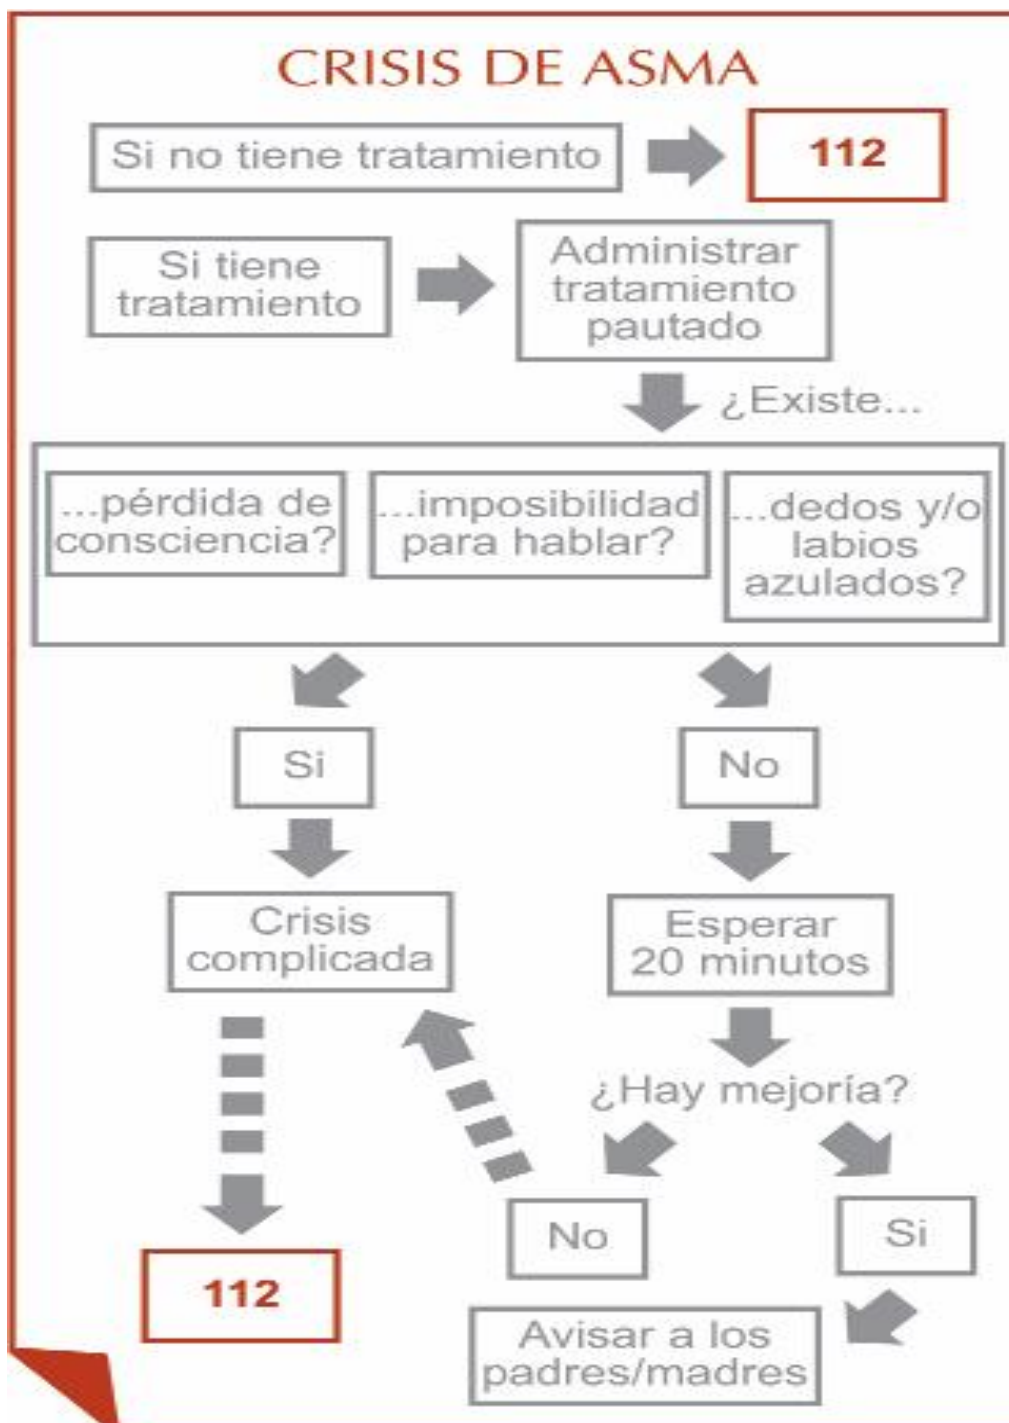 CRISIS DE ASMA
Si no tiene tratamiento
112
Si tiene
tratamiento
Administrar
tratamiento
pautado
¿Existe...
...pérdida de
consciencia?
...imposibilidad
para hablar?
...dedos y/o
labios
azulados?
Si
No
Crisis
complicada
Esperar
20 minutos
¿Hay mejoría?
No
Si
112
Avisar a los
padres/madres